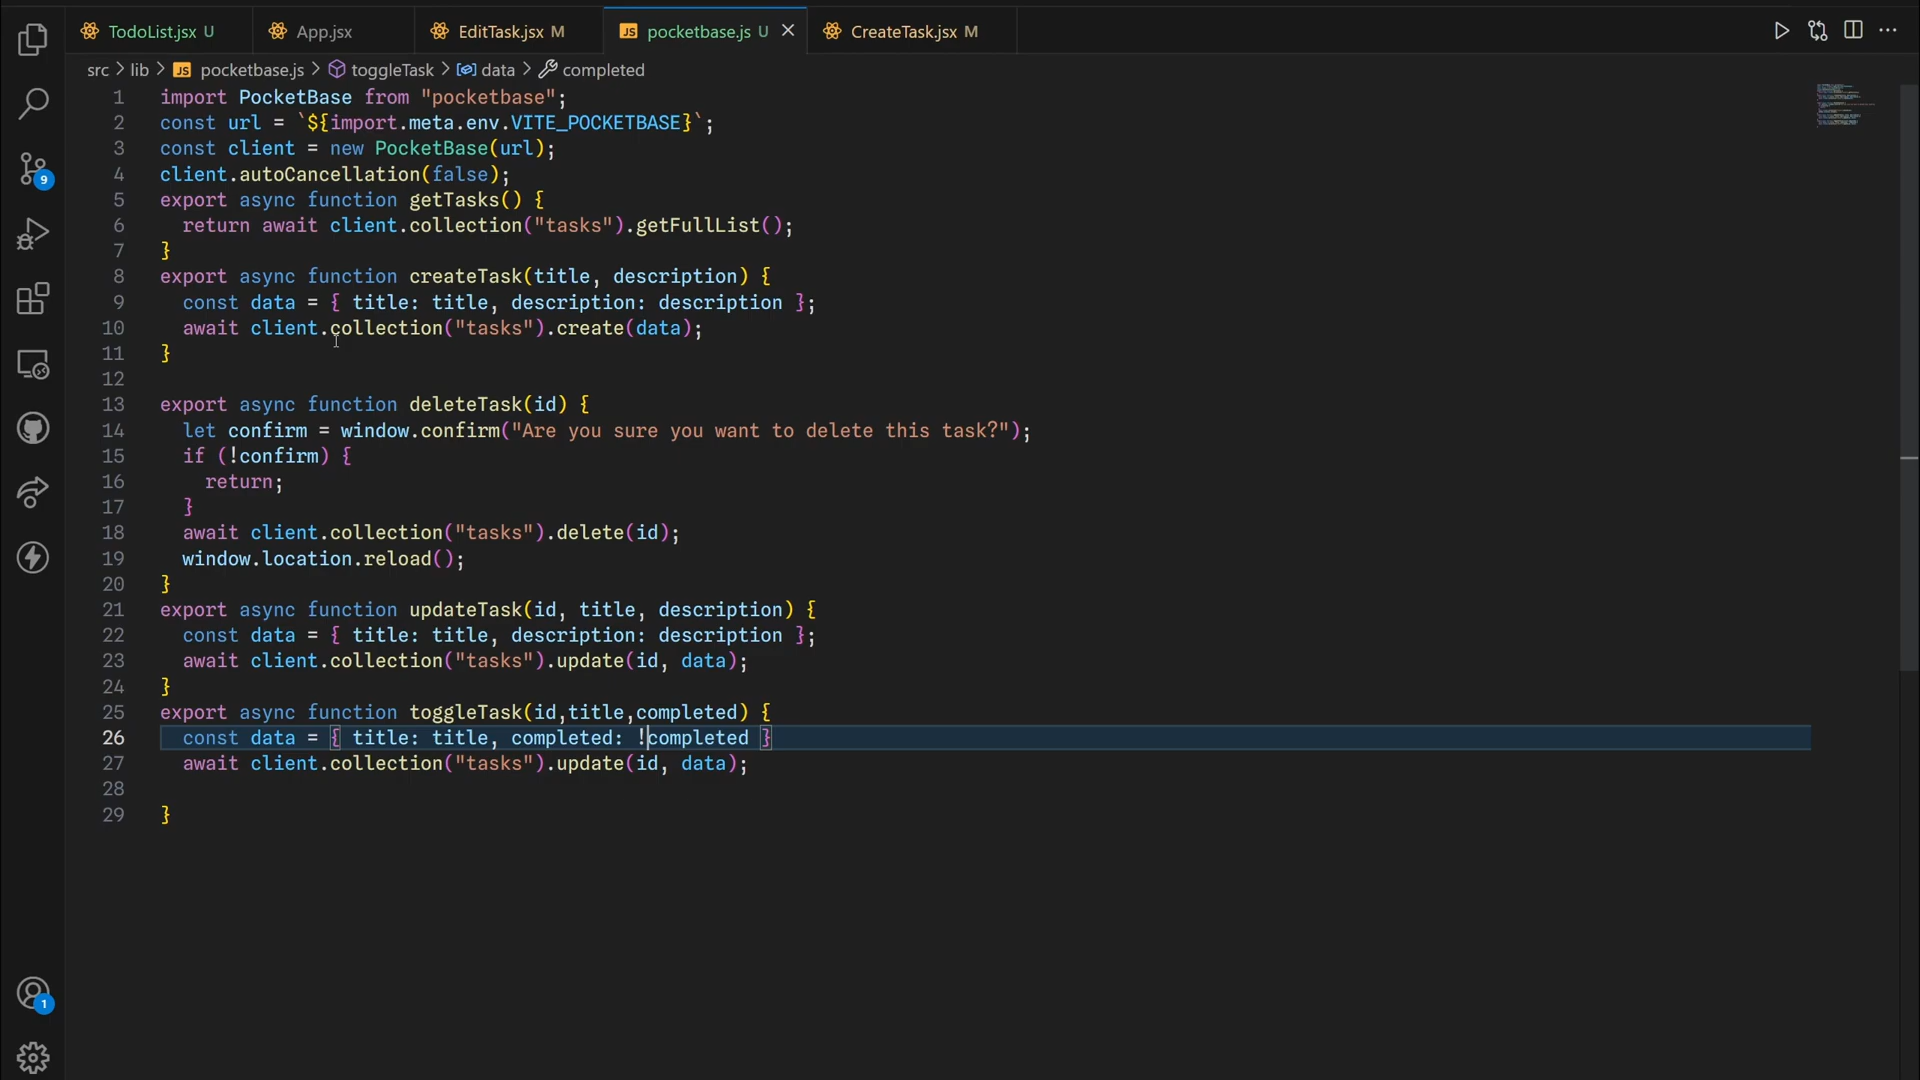 TodoList.jsx U
App.jsx
EditTask.jsx M
JS pocketbase.js U
CreateTask.jsx M
src > lib > JS pocketbase.js > toggleTask > data > completed
1 import PocketBase from "pocketbase";
2 const url = `${import.meta.env.VITE_POCKETBASE}`;
3 const client = new PocketBase(url);
4 client.autoCancellation(false);
5 export async function getTasks() {
6 return await client.collection("tasks").getFullList();
7 }
8 export async function createTask(title, description) {
9 const data = { title: title, description: description };
10 await client.collection("tasks").create(data);
11 }
12
13 export async function deleteTask(id) {
14 let confirm = window.confirm("Are you sure you want to delete this task?");
15 if (!confirm) {
16 return;
17 }
18 await client.collection("tasks").delete(id);
19 window.location.reload();
20 }
21 export async function updateTask(id, title, description) {
22 const data = { title: title, description: description };
23 await client.collection("tasks").update(id, data);
24 }
25 export async function toggleTask(id,title,completed) {
26 const data = { title: title, completed: !completed }
27 await client.collection("tasks").update(id, data);
28
29 }
9
1